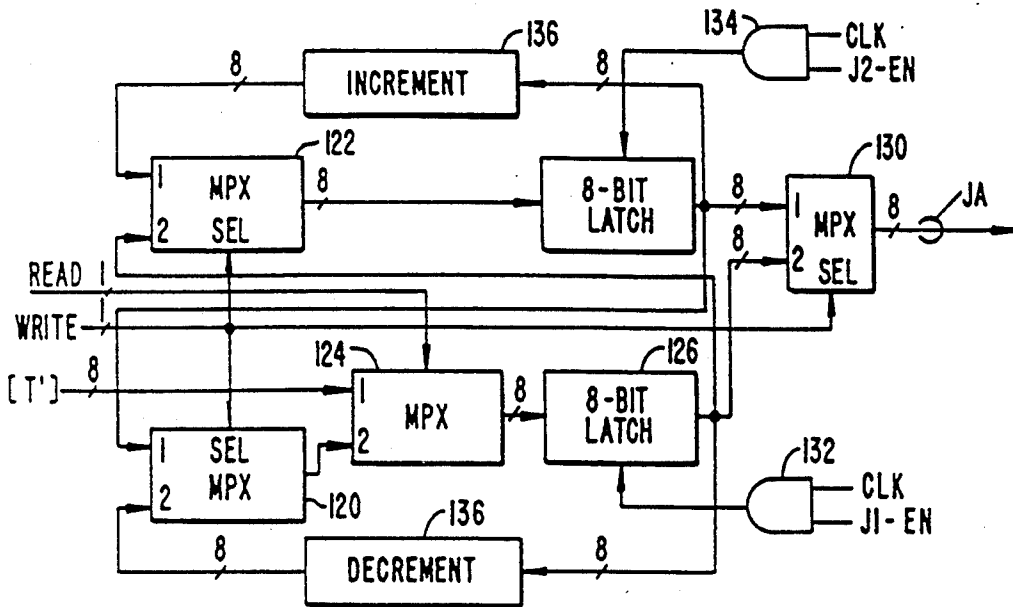 136
134
CLK
J2-EN
8
INCREMENT
8
122
130
1
MPX
2
SEL
8
8-BIT
LATCH
8
8
1
MPX
2
SEL
8
JA
READ
1
WRITE
1
[T']
8
124
1
MPX
2
8
126
8-BIT
LATCH
1
SEL
MPX
2
120
132
CLK
J1-EN
136
8
DECREMENT
8